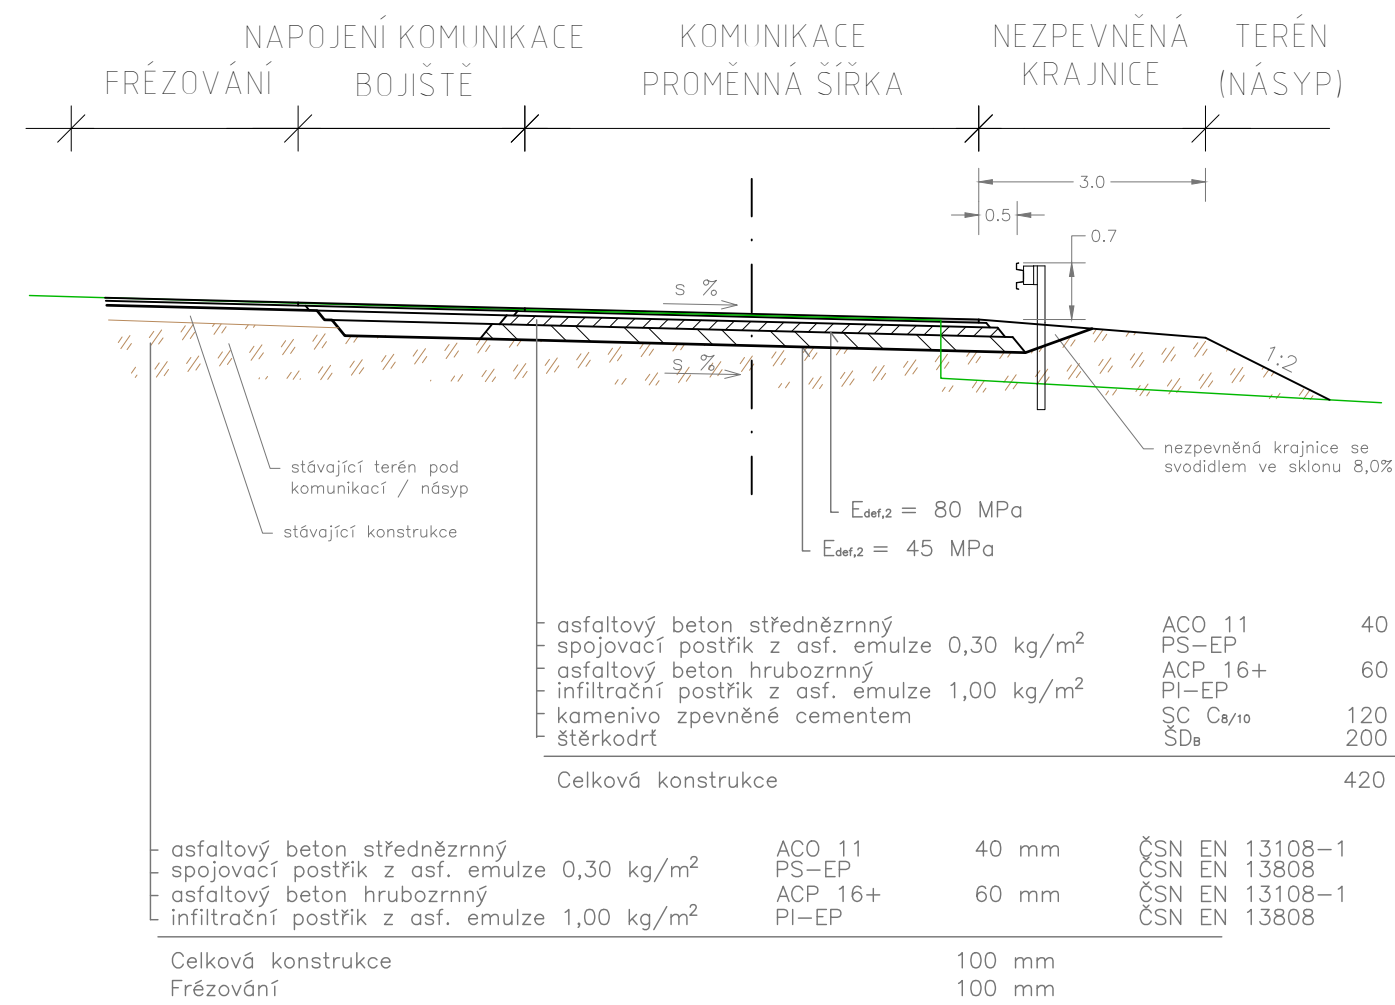 NAPOJENÍ KOMUNIKACE
BOJIŠTĚ
FRÉZOVÁNÍ
KOMUNIKACE
PROMĚNNÁ ŠÍŘKA
NEZPEVNĚNÁ
KRAJNICE
TERÉN
(NÁSYP)
3.0
0.5
0.7
s %
s %
1:2
nezpevněná krajnice se
svodidlem ve sklonu 8,0%
stávající terén pod
komunikací / násyp
stávající konstrukce
Edef,2 = 80 MPa
Edef,2 = 45 MPa
asfaltový beton střednězrnný ACO 11 40
spojovací postřik z asf. emulze 0,30 kg/m² PS-EP
asfaltový beton hrubozrnný ACP 16+ 60
infiltrační postřik z asf. emulze 1,00 kg/m² PI-EP
kamenivo zpevněné cementem SC C8/10 120
štěrkodrť ŠDB 200
Celková konstrukce 420
asfaltový beton střednězrnný ACO 11 40 mm ČSN EN 13108-1
spojovací postřik z asf. emulze 0,30 kg/m² PS-EP ČSN EN 13808
asfaltový beton hrubozrnný ACP 16+ 60 mm ČSN EN 13108-1
infiltrační postřik z asf. emulze 1,00 kg/m² PI-EP ČSN EN 13808
Celková konstrukce 100 mm
Frézování 100 mm